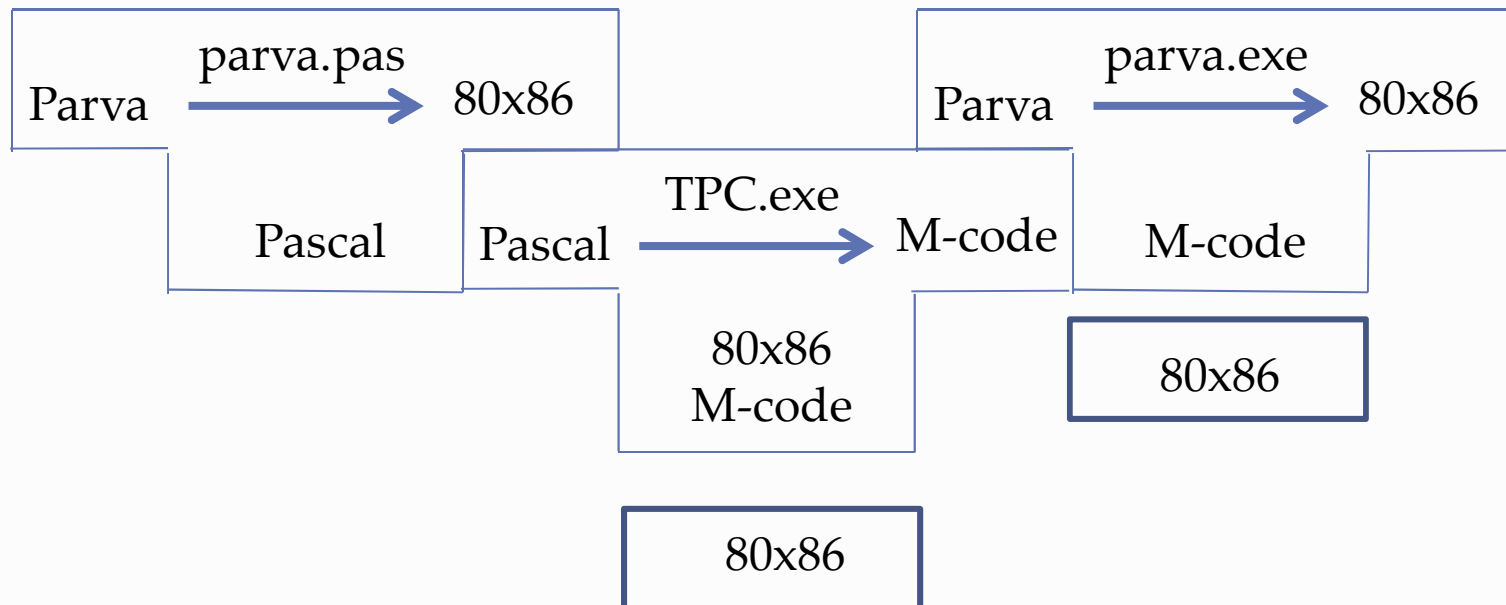 parva.pas
Parva
80x86
Pascal
Pascal
TPC.exe
M-code
80x86
M-code
80x86
parva.exe
Parva
80x86
M-code
80x86